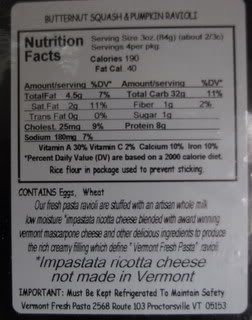 BUTTERNUT SQUASH & PUMPKIN RAVIOLI
Nutrition Facts
Serving Size 3oz. (84g) (about 2/3c)
Servings 4per pkg.
Calories 190
Fat Cal. 40
Amount/serving %DV* Amount/serving %DV*
TotalFat 4.5g 7% Total Carb 32g 11%
Sat.Fat 2g 11% Fiber 1g 2%
Trans Fat 0g 0% Sugar 1g
Cholest. 25mg 9% Protein 8g
Sodium 180mg 7%
Vitamin A 30% Vitamin C 2% Calcium 10% Iron 10%
*Percent Daily Value (DV) are based on a 2000 calorie diet.
Rice flour in package used to prevent sticking.
CONTAINS Eggs, Wheat
Our fresh pasta ravioli are stuffed with an artisan whole milk
low moisture *impastata ricotta cheese blended with award winning
vermont mascarpone cheese and other delicious ingredients to produce
the rich creamy filling which define " Vermont Fresh Pasta" ravioli
*Impastata ricotta cheese
not made in Vermont
IMPORTANT: Must Be Kept Refrigerated To Maintain Safety
Vermont Fresh Pasta 2568 Route 103 Proctorsville VT 05153